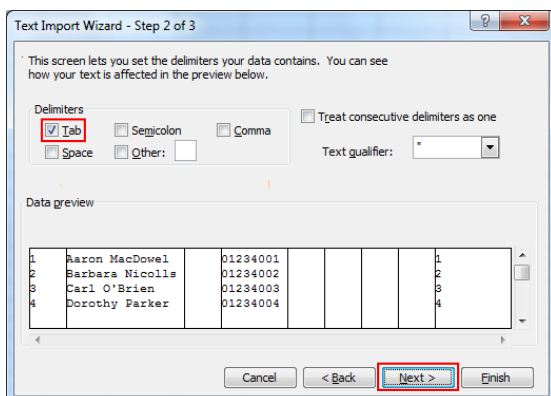 Text Import Wizard - Step 2 of 3
This screen lets you set the delimiters your data contains. You can see
how your text is affected in the preview below.
Delimiters
Tab
Semicolon
Comma
Space
Other:
Treat consecutive delimiters as one
Text qualifier: "
Data preview
1 Aaron MacDowel 01234001 1
2 Barbara Nicolls 01234002 2
3 Carl O'Brien 01234003 3
4 Dorothy Parker 01234004 4
Cancel < Back Next > Finish